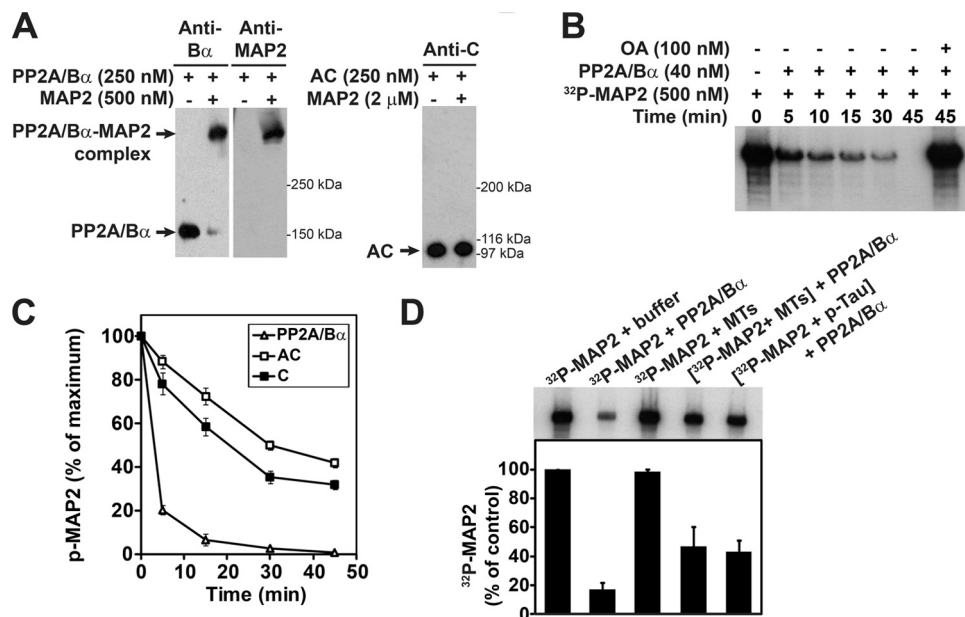 A
Anti-
Bα
Anti-
MAP2
PP2A/Bα (250 nM) + + + +
MAP2 (500 nM) - + - +
PP2A/Bα-MAP2
complex
-250 kDa
PP2A/Bα
-150 kDa
Anti-C
AC (250 nM) + +
MAP2 (2 μM) - +
-200 kDa
-116 kDa
AC
-97 kDa
B
OA (100 nM) - - - - - - +
PP2A/Bα (40 nM) - + + + + + +
³²P-MAP2 (500 nM) + + + + + + +
Time (min) 0 5 10 15 30 45 45
C
p-MAP2 (% of maximum)
100
80
60
40
20
0
PP2A/Bα
AC
C
0 10 20 30 40 50
Time (min)
D
³²P-MAP2 + buffer
³²P-MAP2 + PP2A/Bα
³²P-MAP2 + MTs
[³²P-MAP2+ MTs] + PP2A/Bα
[³²P-MAP2 + p-Tau]
+ PP2A/Bα
³²P-MAP2
(% of control)
100
80
60
40
20
0